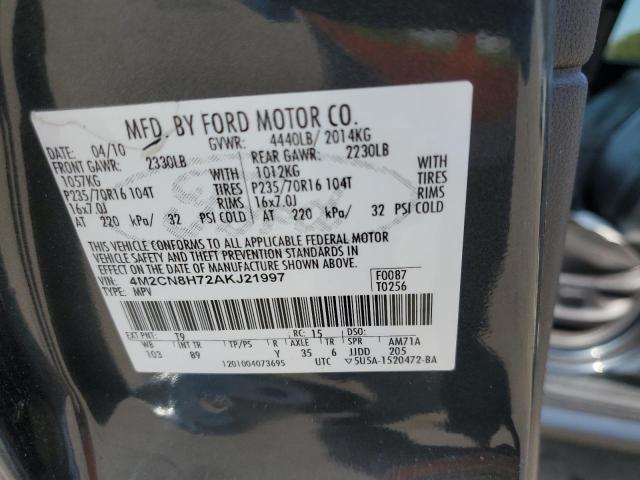 MFD. BY FORD MOTOR CO.
DATE: 04/10 GVWR: 4440LB/ 2014KG
FRONT GAWR: 2330LB REAR GAWR: 2230LB
1057KG WITH 1012KG WITH
P235/70R16 104T TIRES P235/70R16 104T TIRES
16x7.0J RIMS 16x7.0J RIMS
AT 220 kPa/ 32 PSI COLD AT 220 kPa/ 32 PSI COLD
THIS VEHICLE CONFORMS TO ALL APPLICABLE FEDERAL MOTOR
VEHICLE SAFETY AND THEFT PREVENTION STANDARDS IN
EFFECT ON THE DATE OF MANUFACTURE SHOWN ABOVE.
VIN: 4M2CN8H72AKJ21997 F0087
TYPE: MPV T0256
EXT PNT: T9 RC: 15 DSO:
WB INT TR TP/PS R AXLE TR SPR AM71A
103 89 Y 35 6 JJDD 205
1201004073695 UTC 5U5A-1520472-BA